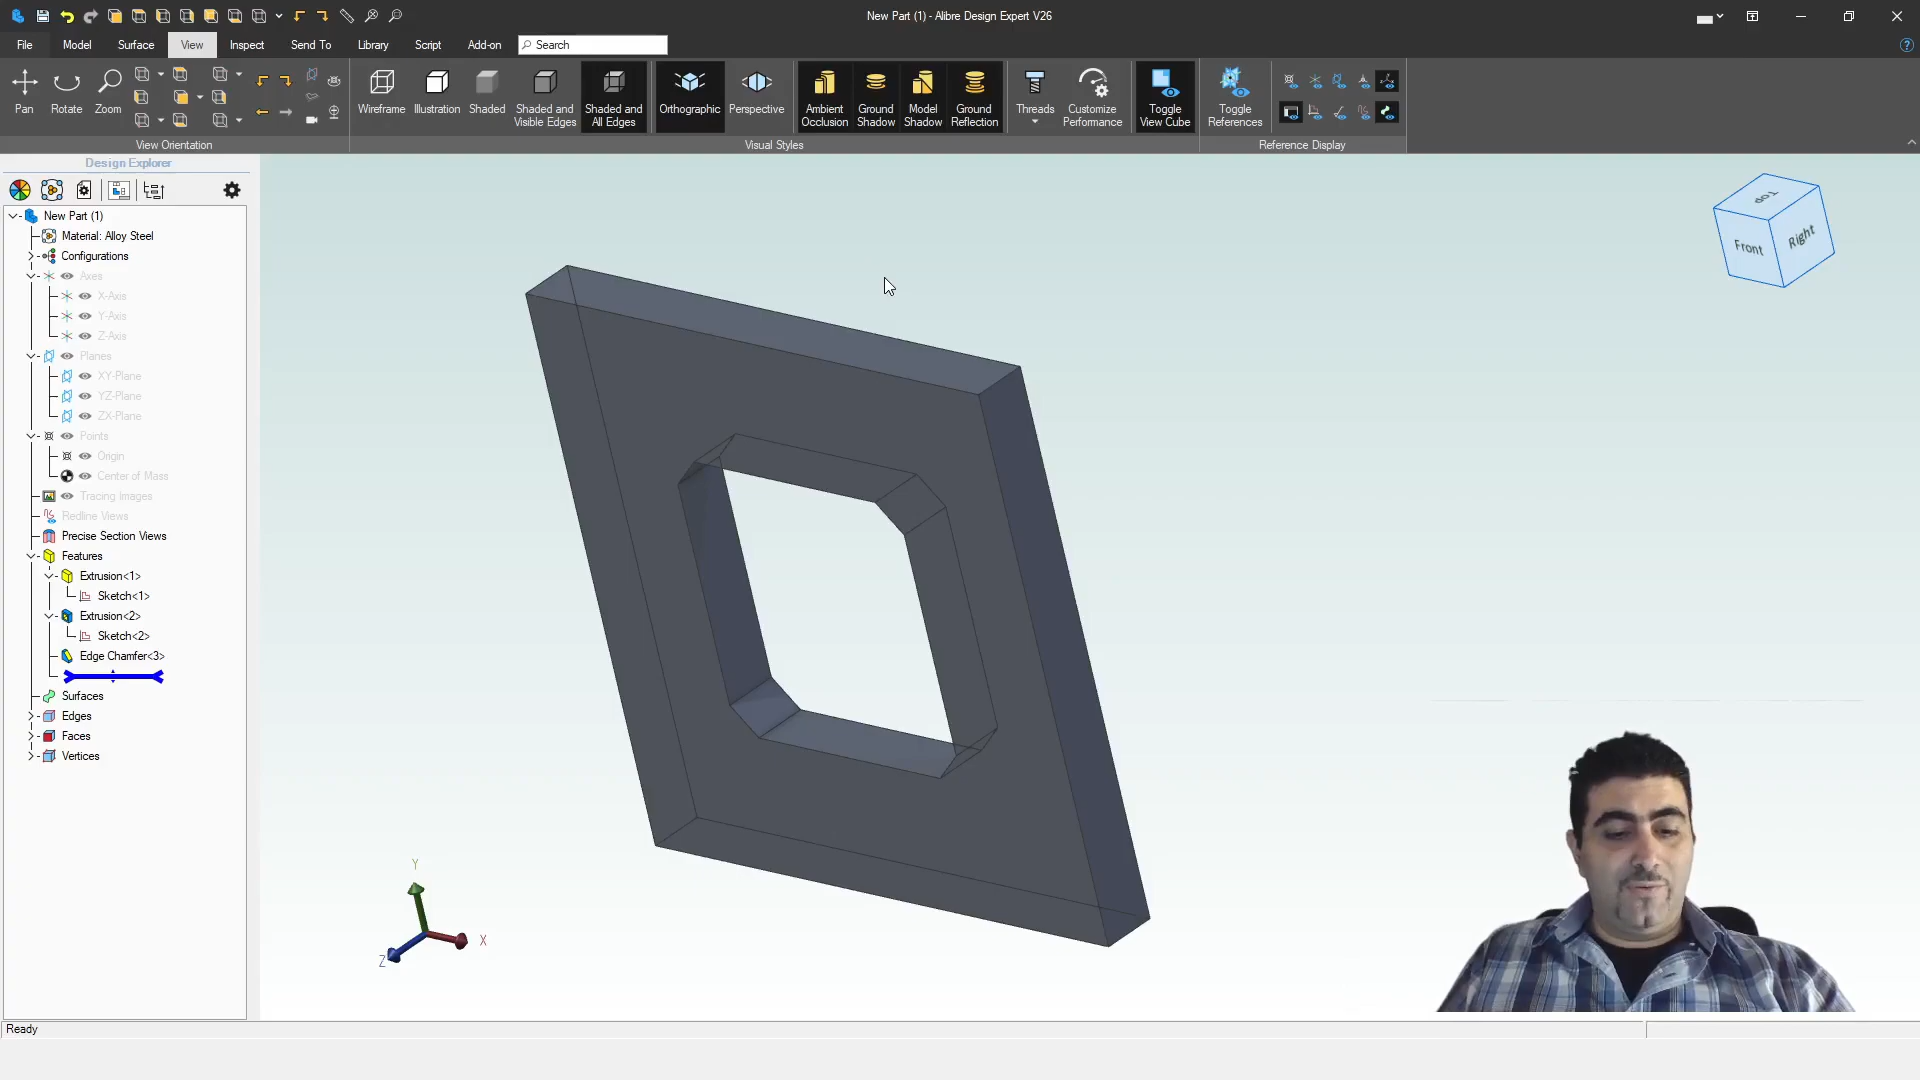 New Part (1) - Alibre Design Expert V26
File Model Surface View Inspect Send To Library Script Add-on Search
Pan Rotate Zoom Wireframe Illustration Shaded Shaded and Visible Edges Shaded and All Edges Orthographic Perspective Ambient Occlusion Ground Shadow Model Shadow Ground Reflection Threads Customize Performance Toggle View Cube Toggle References
View Orientation Visual Styles Reference Display
Design Explorer
New Part (1)
Material: Alloy Steel
Configurations
Axes
X-Axis
Y-Axis
Z-Axis
Planes
XY-Plane
YZ-Plane
ZX-Plane
Points
Origin
Center of Mass
Tracing Images
Redline Views
Precise Section Views
Features
Extrusion<1>
Sketch<1>
Extrusion<2>
Sketch<2>
Edge Chamfer<3>
Surfaces
Edges
Faces
Vertices
Top
Front Right
Y
X
Z
Ready